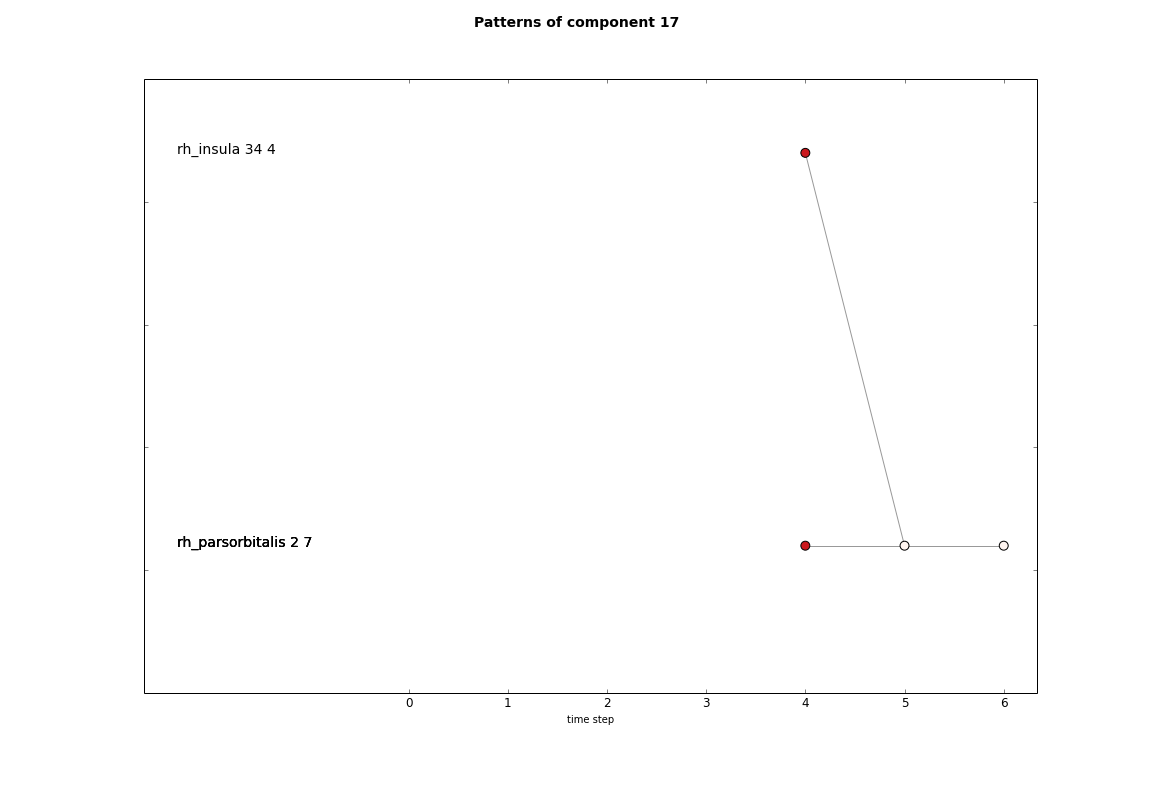 Patterns of component 17
rh_insula 34 4
rh_parsorbitalis 2 7
0 1 2 3 4 5 6
time step